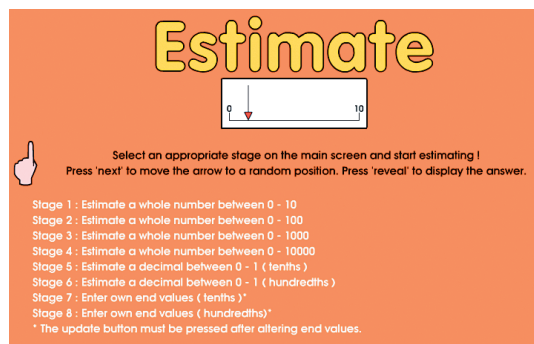 Estimate
0 10
Select an appropriate stage on the main screen and start estimating !
Press 'next' to move the arrow to a random position. Press 'reveal' to display the answer.
Stage 1 : Estimate a whole number between 0 - 10
Stage 2 : Estimate a whole number between 0 - 100
Stage 3 : Estimate a whole number between 0 - 1000
Stage 4 : Estimate a whole number between 0 - 10000
Stage 5 : Estimate a decimal between 0 - 1 ( tenths )
Stage 6 : Estimate a decimal between 0 - 1 ( hundredths )
Stage 7 : Enter own end values ( tenths )*
Stage 8 : Enter own end values ( hundredths)*
* The update button must be pressed after altering end values.